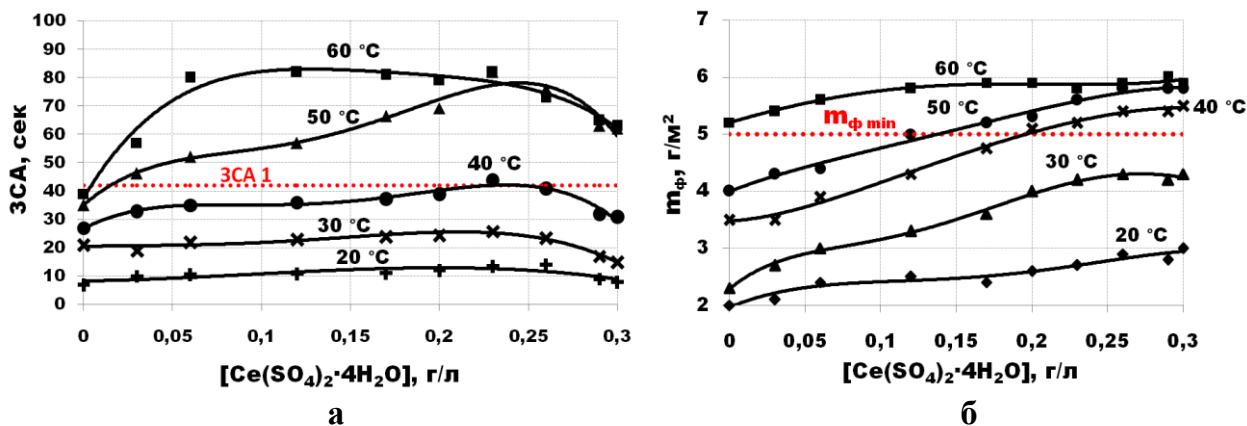 ЗСА, сек
100
90
80
70
60
50
40
30
20
10
0
60 °C
50 °C
40 °C
ЗСА 1
30 °C
20 °C
0 0,05 0,1 0,15 0,2 0,25 0,3
[Ce(SO4)2·4H2O], г/л
а
mф, г/м²
7
6
5
4
3
2
60 °C
mф min
50 °C
40 °C
30 °C
20 °C
0 0,05 0,1 0,15 0,2 0,25 0,3
[Ce(SO4)2·4H2O], г/л
б